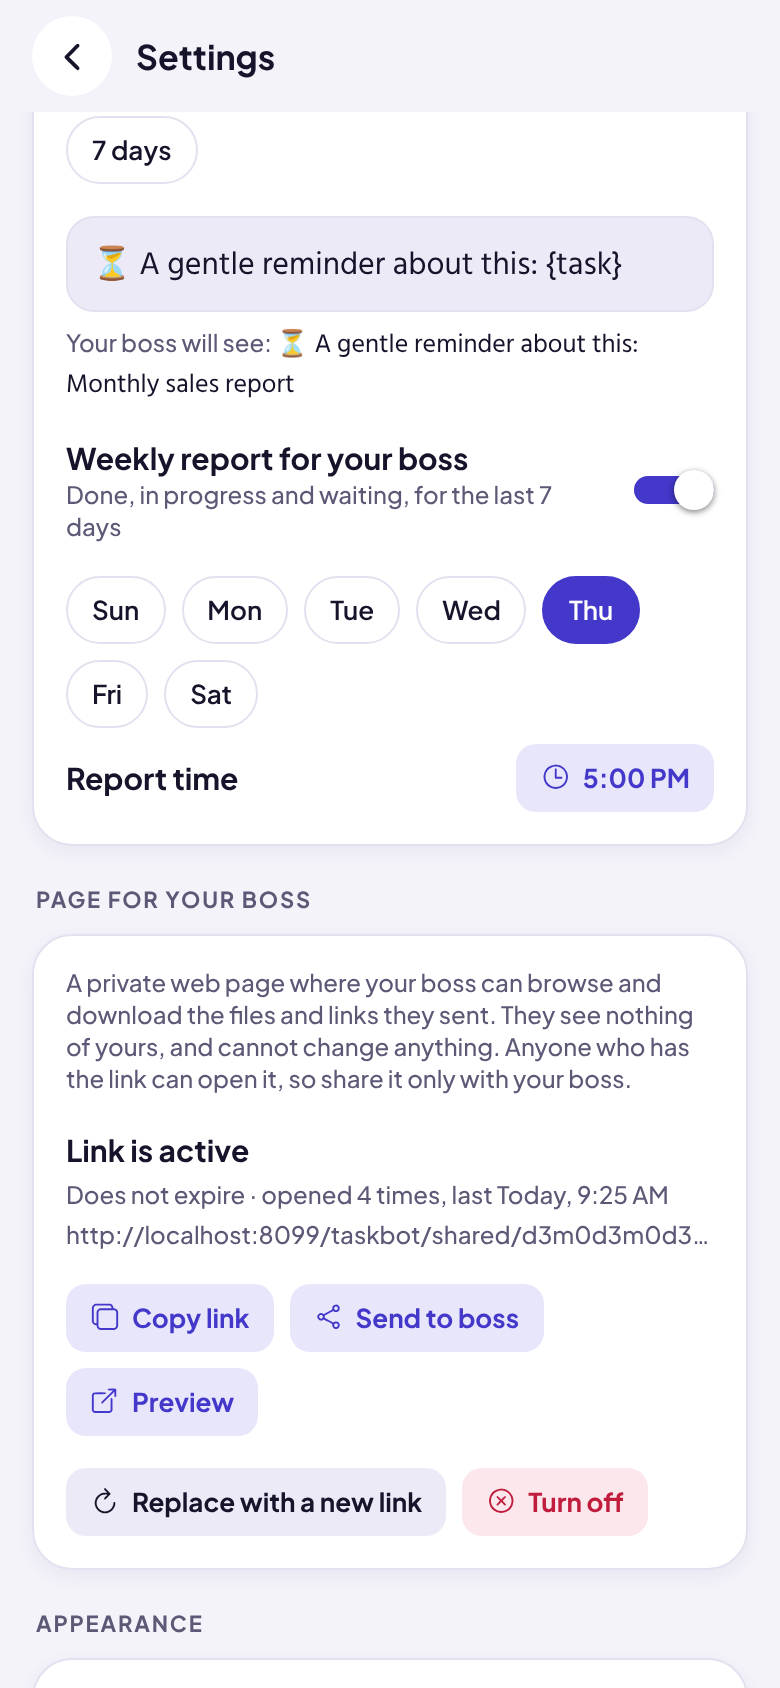 Settings
7 days
⏳ A gentle reminder about this: {task}
Your boss will see: ⏳ A gentle reminder about this:
Monthly sales report
Weekly report for your boss
Done, in progress and waiting, for the last 7
days
Sun Mon Tue Wed Thu
Fri Sat
Report time 5:00 PM
PAGE FOR YOUR BOSS
A private web page where your boss can browse and
download the files and links they sent. They see nothing
of yours, and cannot change anything. Anyone who has
the link can open it, so share it only with your boss.
Link is active
Does not expire · opened 4 times, last Today, 9:25 AM
http://localhost:8099/taskbot/shared/d3m0d3m0d3…
Copy link Send to boss
Preview
Replace with a new link Turn off
APPEARANCE